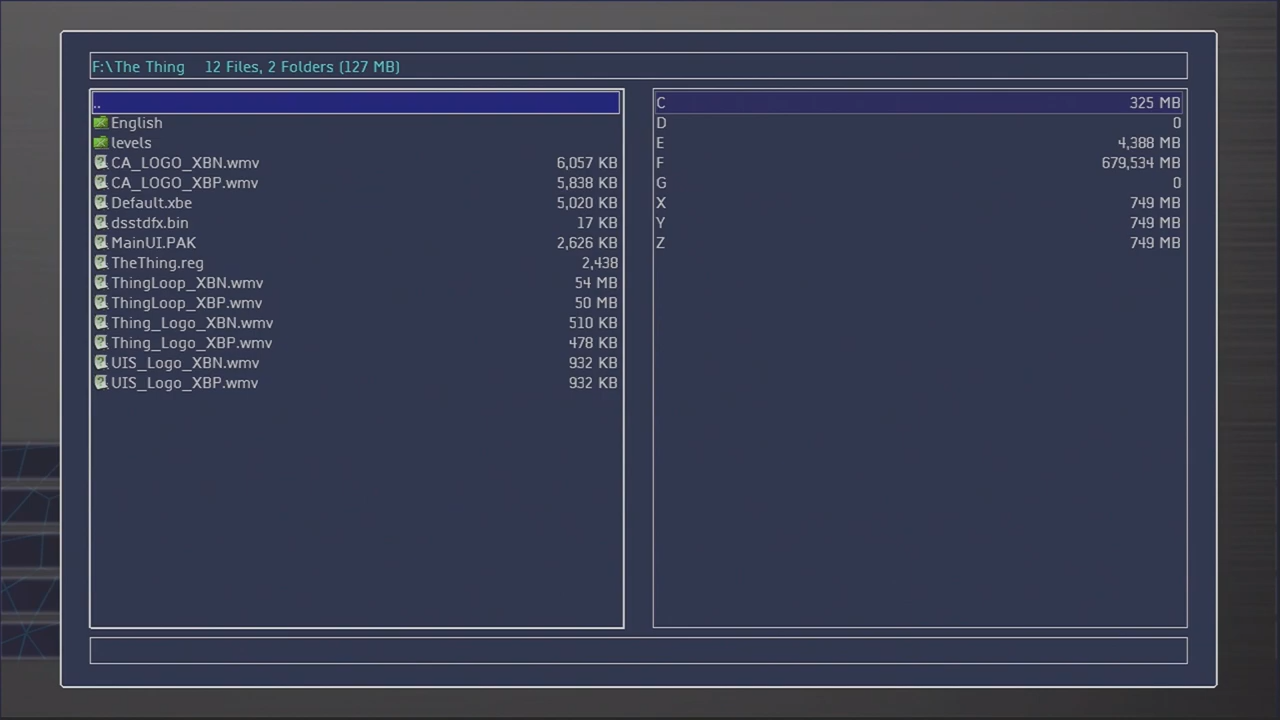 F:\The Thing 12 Files, 2 Folders (127 MB)
..
English
levels
CA_LOGO_XBN.wmv 6,057 KB
CA_LOGO_XBP.wmv 5,838 KB
Default.xbe 5,020 KB
dsstdfx.bin 17 KB
MainUI.PAK 2,626 KB
TheThing.reg 2,438
ThingLoop_XBN.wmv 54 MB
ThingLoop_XBP.wmv 50 MB
Thing_Logo_XBN.wmv 510 KB
Thing_Logo_XBP.wmv 478 KB
UIS_Logo_XBN.wmv 932 KB
UIS_Logo_XBP.wmv 932 KB
C 325 MB
D 0
E 4,388 MB
F 679,534 MB
G 0
X 749 MB
Y 749 MB
Z 749 MB